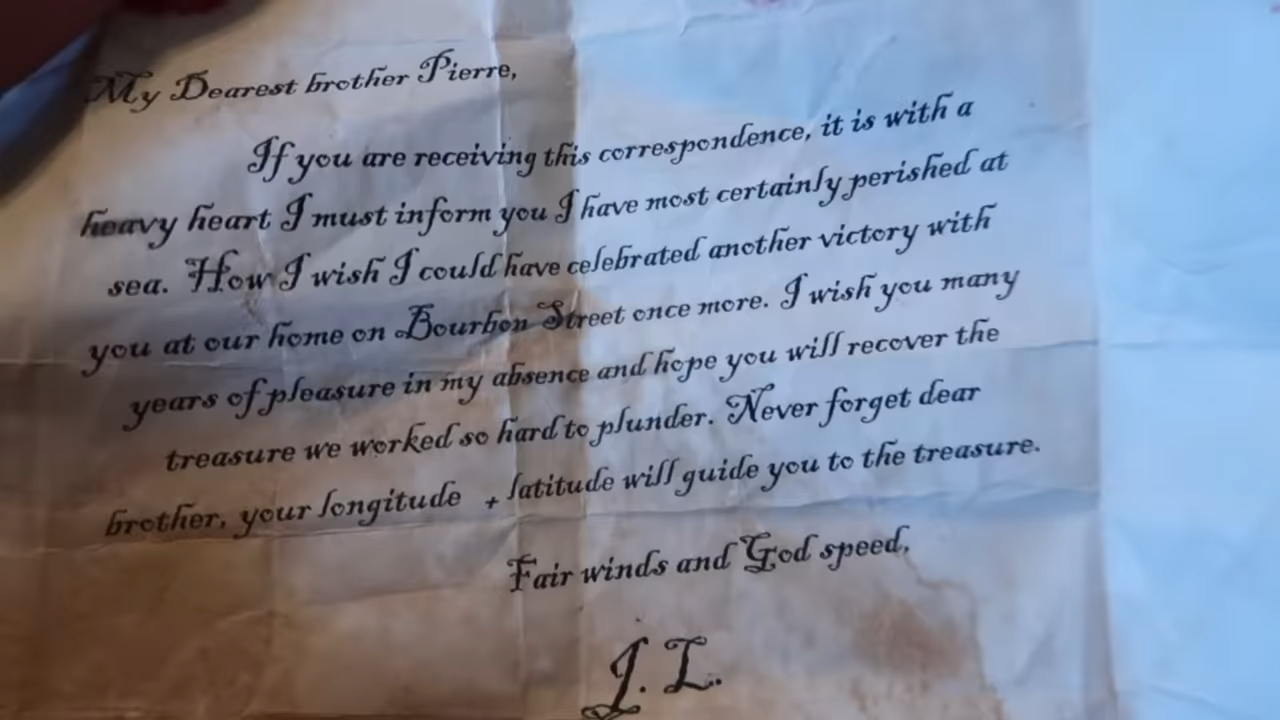 My Dearest brother Pierre,
If you are receiving this correspondence, it is with a
heavy heart I must inform you I have most certainly perished at
sea. How I wish I could have celebrated another victory with
you at our home on Bourbon Street once more. I wish you many
years of pleasure in my absence and hope you will recover the
treasure we worked so hard to plunder. Never forget dear
brother, your longitude + latitude will guide you to the treasure.
Fair winds and God speed,
J. L.